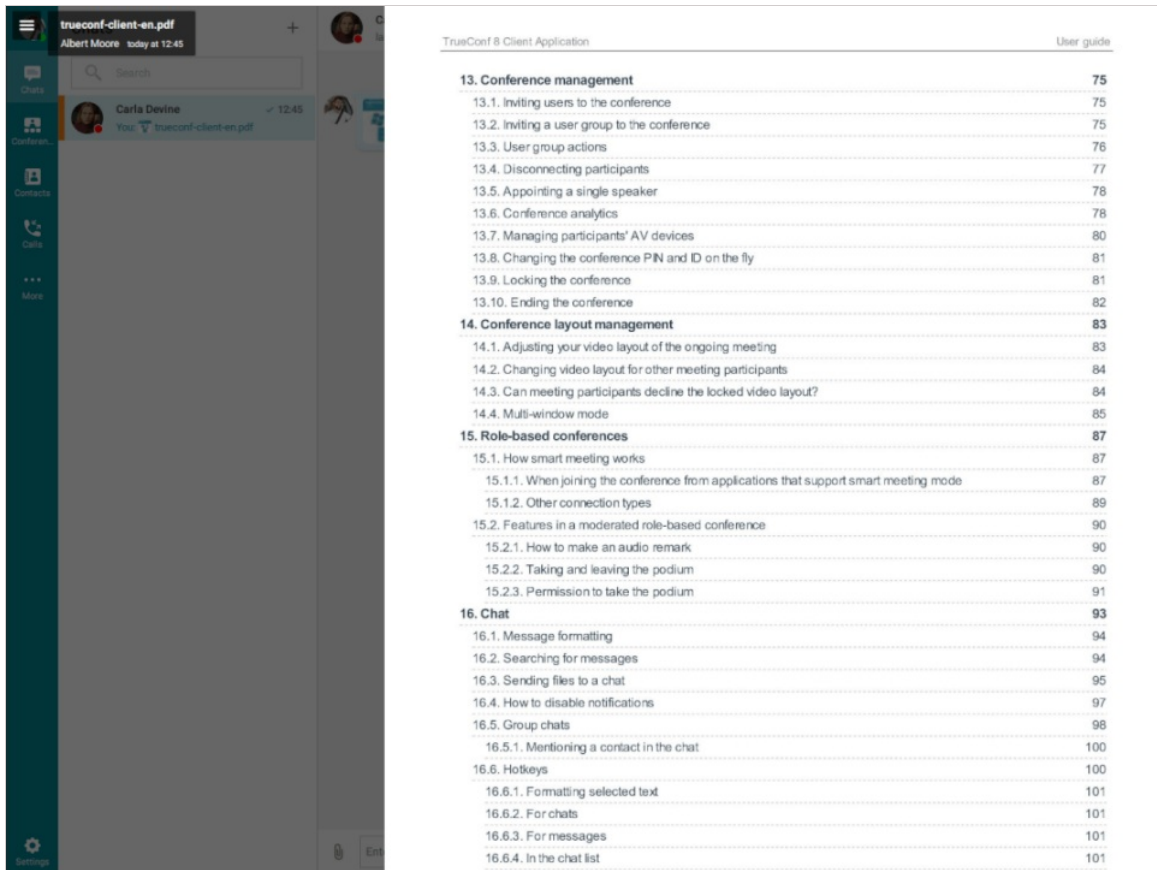 trueconf-client-en.pdf
Albert Moore today at 12:45
Search
Chats
Carla Devine 12:45
You: trueconf-client-en.pdf
Conferen...
Contacts
Calls
More
Settings
Ent
TrueConf 8 Client Application User guide
13. Conference management 75
13.1. Inviting users to the conference 75
13.2. Inviting a user group to the conference 75
13.3. User group actions 76
13.4. Disconnecting participants 77
13.5. Appointing a single speaker 78
13.6. Conference analytics 78
13.7. Managing participants' AV devices 80
13.8. Changing the conference PIN and ID on the fly 81
13.9. Locking the conference 81
13.10. Ending the conference 82
14. Conference layout management 83
14.1. Adjusting your video layout of the ongoing meeting 83
14.2. Changing video layout for other meeting participants 84
14.3. Can meeting participants decline the locked video layout? 84
14.4. Multi-window mode 85
15. Role-based conferences 87
15.1. How smart meeting works 87
15.1.1. When joining the conference from applications that support smart meeting mode 87
15.1.2. Other connection types 89
15.2. Features in a moderated role-based conference 90
15.2.1. How to make an audio remark 90
15.2.2. Taking and leaving the podium 90
15.2.3. Permission to take the podium 91
16. Chat 93
16.1. Message formatting 94
16.2. Searching for messages 94
16.3. Sending files to a chat 95
16.4. How to disable notifications 97
16.5. Group chats 98
16.5.1. Mentioning a contact in the chat 100
16.6. Hotkeys 100
16.6.1. Formatting selected text 101
16.6.2. For chats 101
16.6.3. For messages 101
16.6.4. In the chat list 101